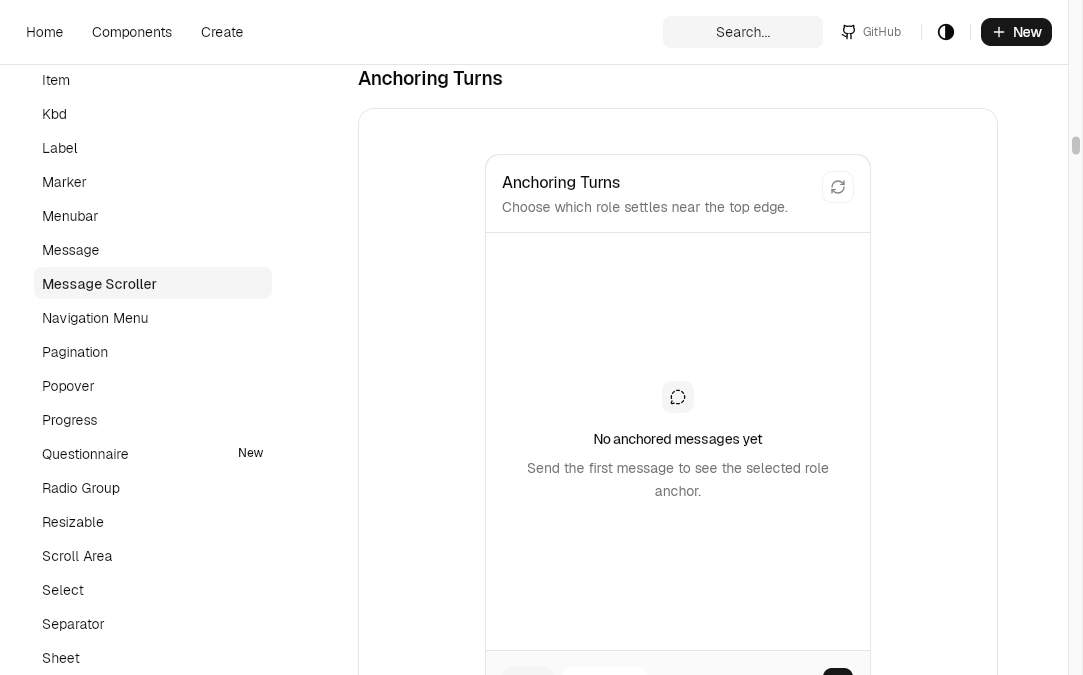 Home
Components
Create
Search...
GitHub
New
Item
Kbd
Label
Marker
Menubar
Message
Message Scroller
Navigation Menu
Pagination
Popover
Progress
Questionnaire
New
Radio Group
Resizable
Scroll Area
Select
Separator
Sheet
Anchoring Turns
Anchoring Turns
Choose which role settles near the top edge.
No anchored messages yet
Send the first message to see the selected role
anchor.